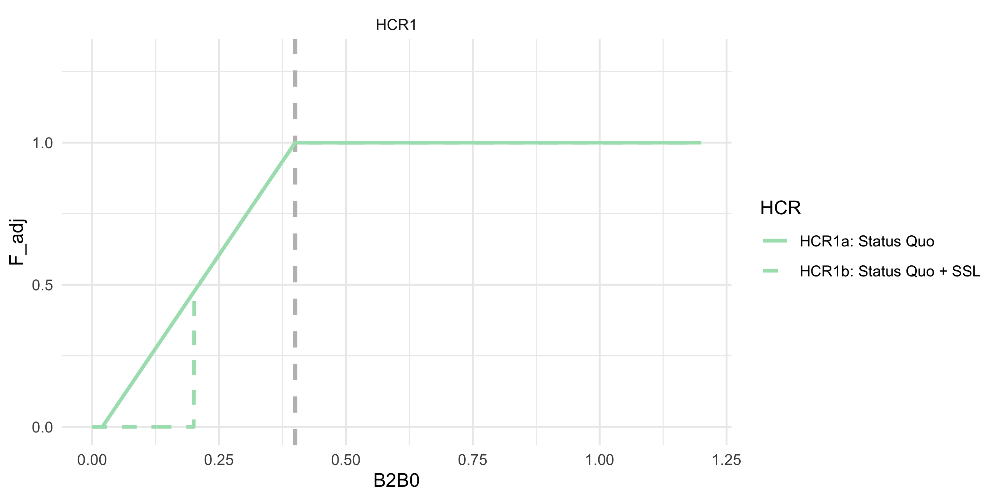 HCR1
1.0
0.5
0.0
F_adj
0.00 0.25 0.50 0.75 1.00 1.25
B2B0
HCR
HCR1a: Status Quo
HCR1b: Status Quo + SSL